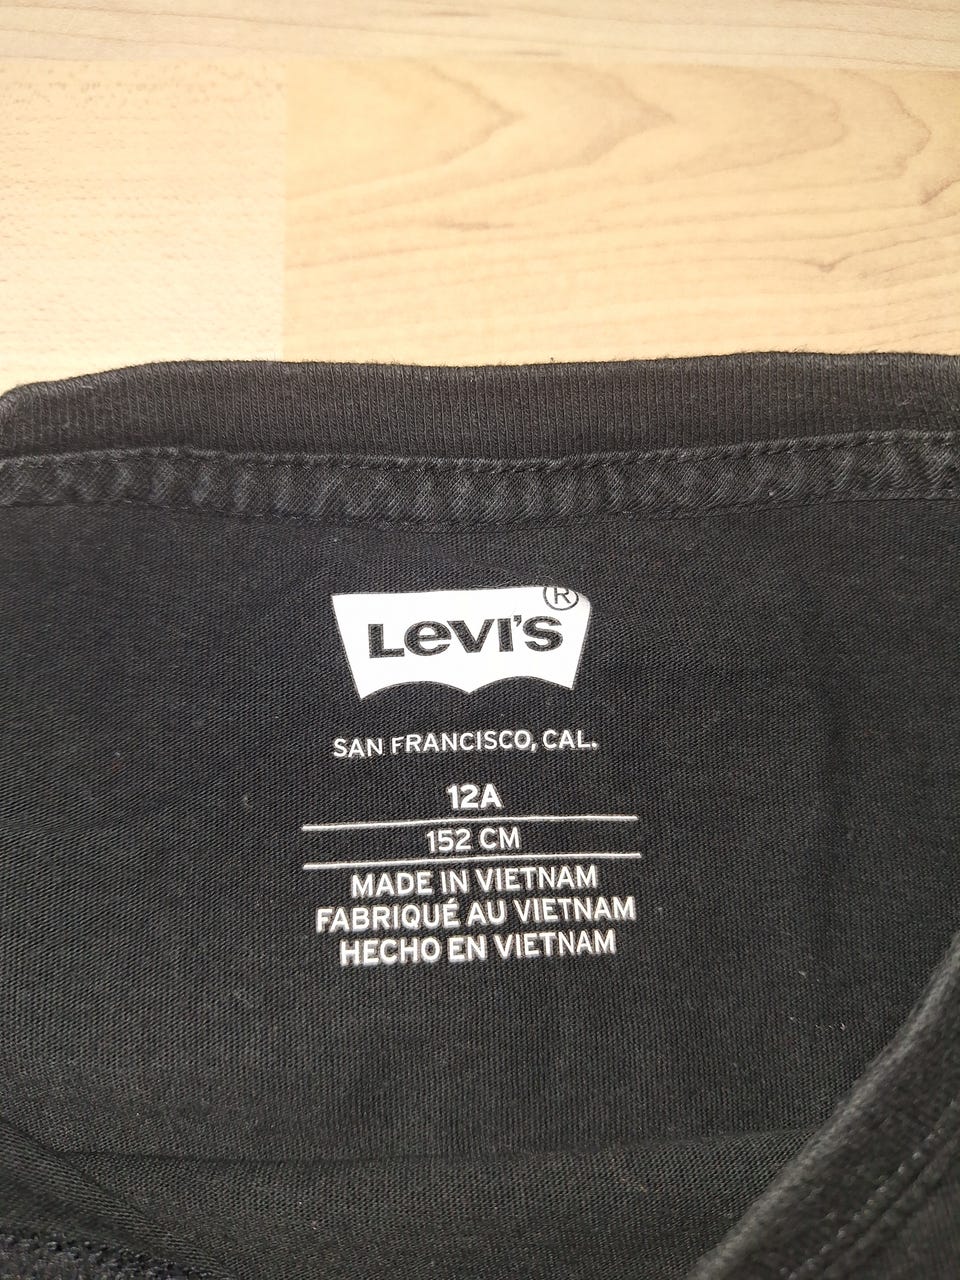 Levi's®
SAN FRANCISCO, CAL.
12A
152 CM
MADE IN VIETNAM
FABRIQUÉ AU VIETNAM
HECHO EN VIETNAM